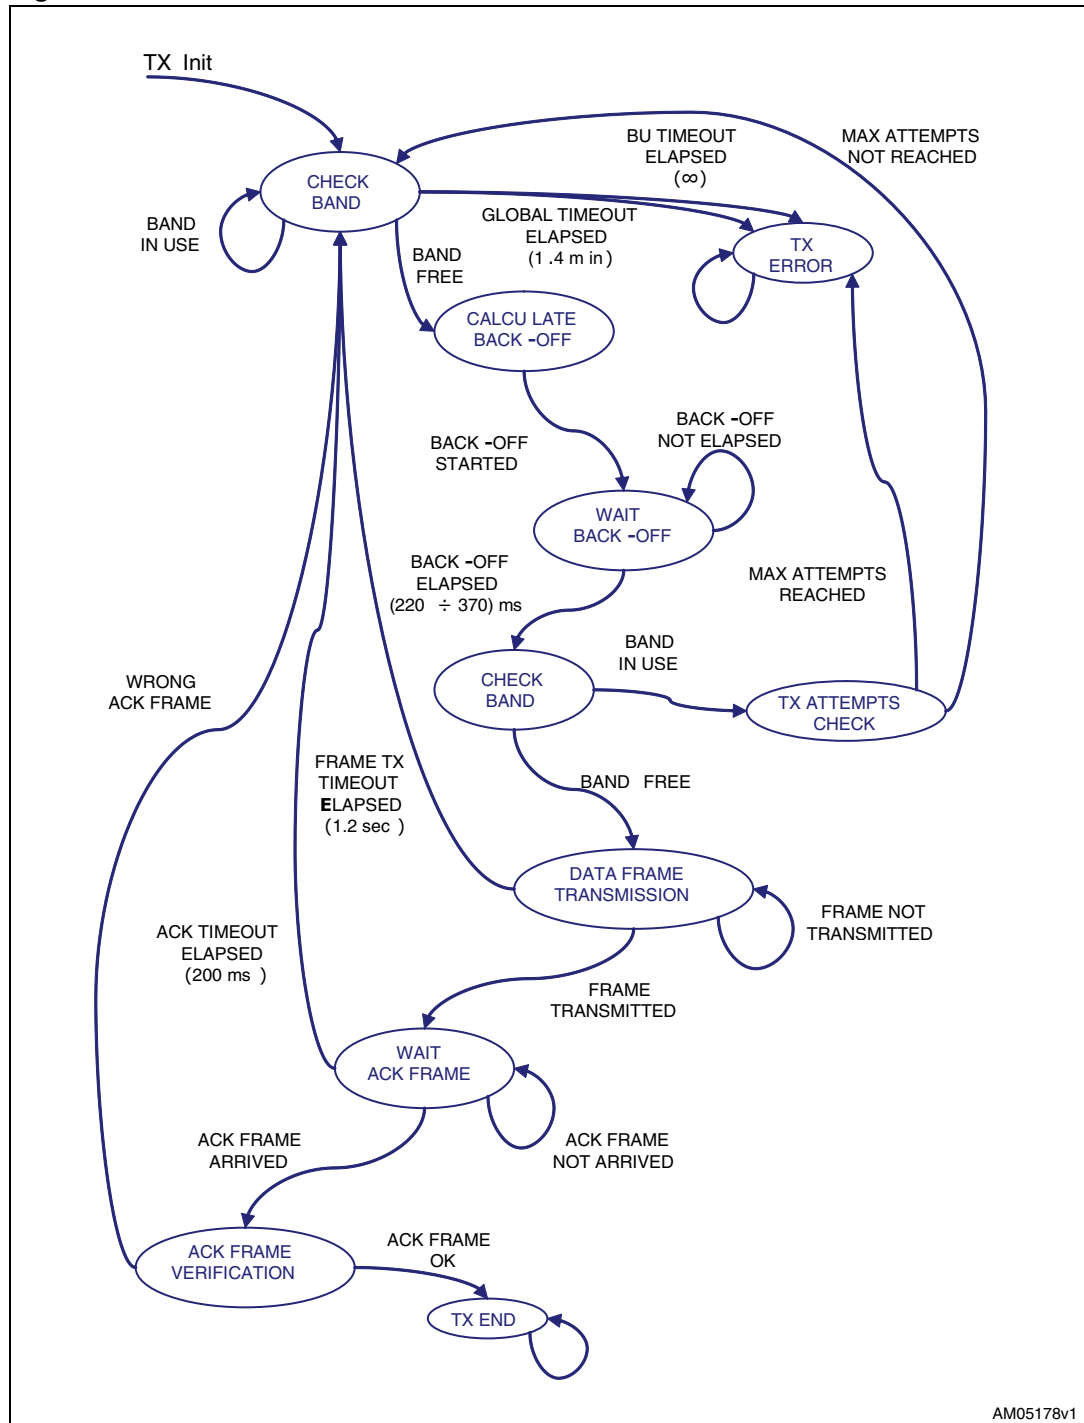 TX Init
BU TIMEOUT
ELAPSED
(∞)
MAX ATTEMPTS
NOT REACHED
CHECK
BAND
BAND
IN USE
GLOBAL TIMEOUT
ELAPSED
(1 .4 m in )
TX
ERROR
BAND
FREE
CALCU LATE
BACK -OFF
BACK -OFF
NOT ELAPSED
BACK -OFF
STARTED
WAIT
BACK -OFF
BACK -OFF
ELAPSED
(220 ÷ 370) ms
MAX ATTEMPTS
REACHED
BAND
IN USE
CHECK
BAND
TX ATTEMPTS
CHECK
WRONG
ACK FRAME
FRAME TX
TIMEOUT
ELAPSED
(1.2 sec )
BAND FREE
DATA FRAME
TRANSMISSION
FRAME NOT
TRANSMITTED
ACK TIMEOUT
ELAPSED
(200 ms )
FRAME
TRANSMITTED
WAIT
ACK FRAME
ACK FRAME
ARRIVED
ACK FRAME
NOT ARRIVED
ACK FRAME
VERIFICATION
ACK FRAME
OK
TX END
AM05178v1